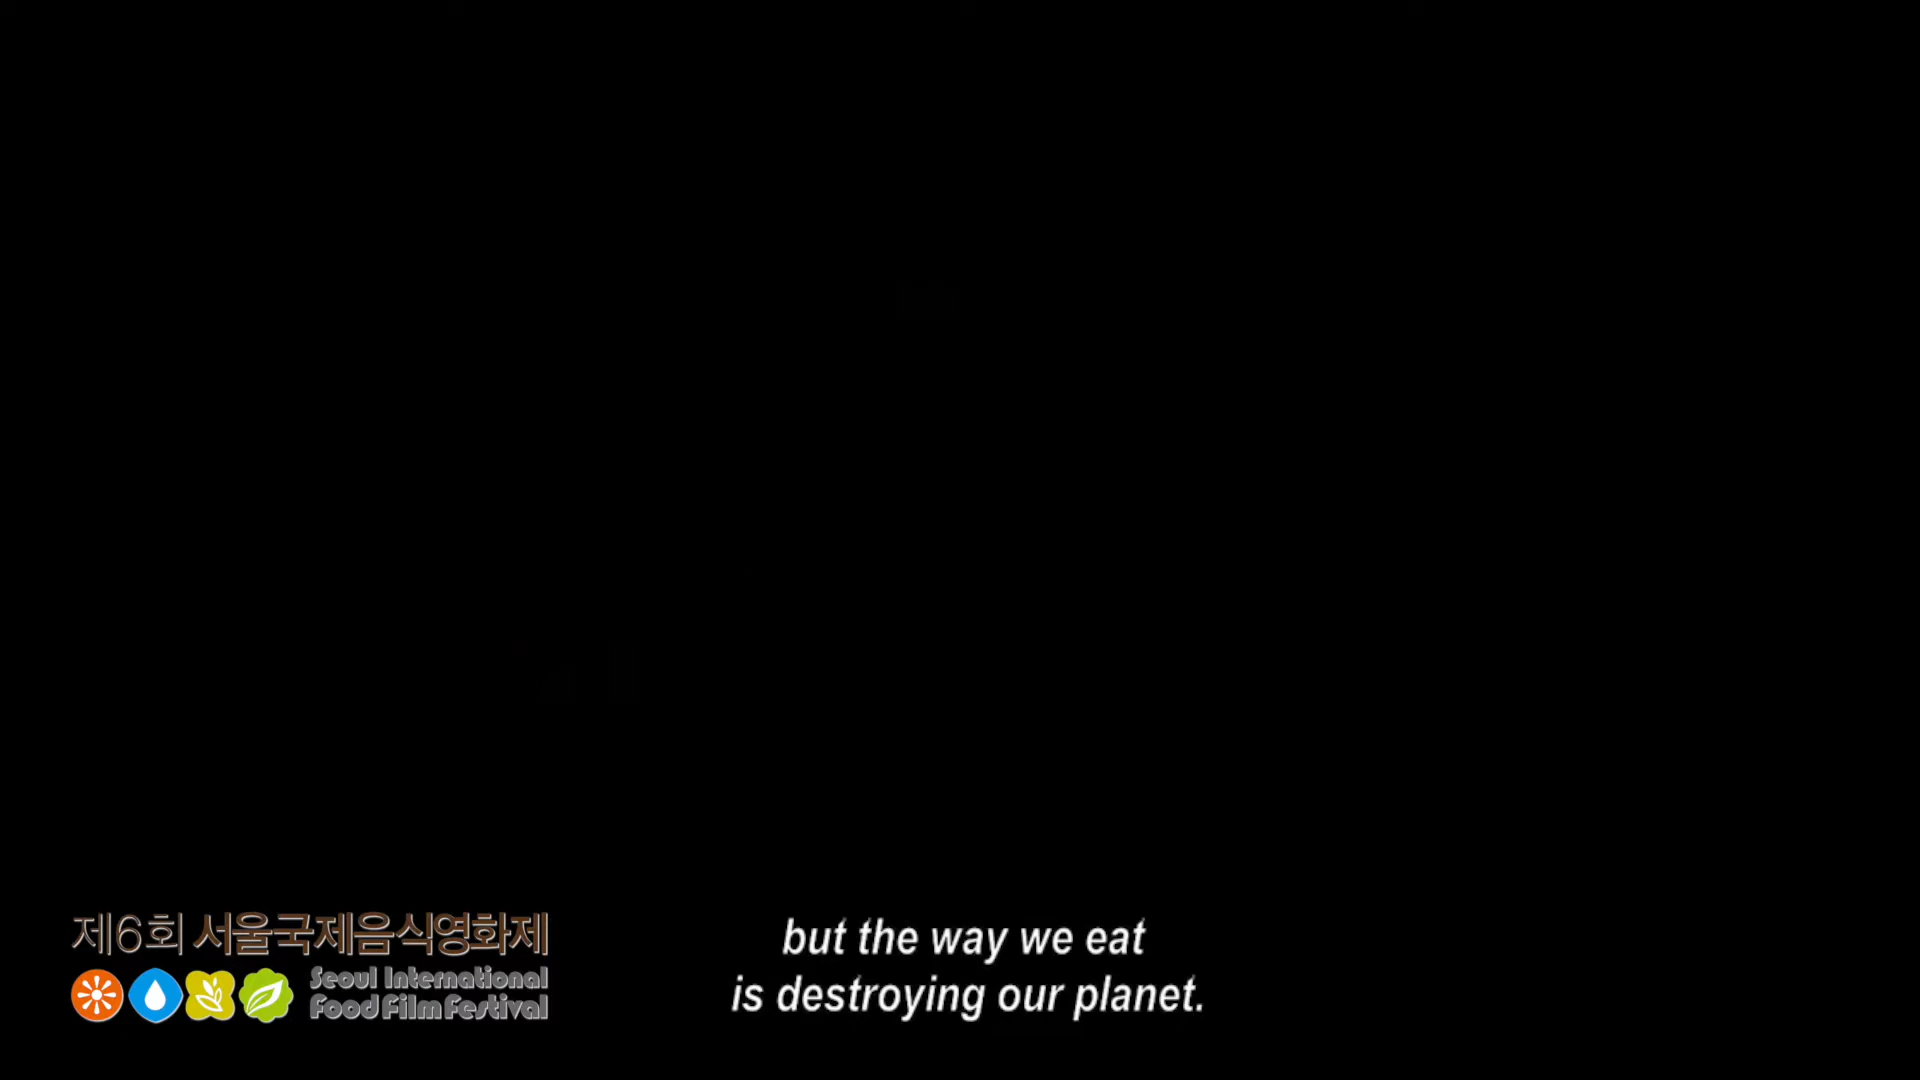 제6회 서울국제음식영화제
Seoul International
Food Film Festival
but the way we eat
is destroying our planet.